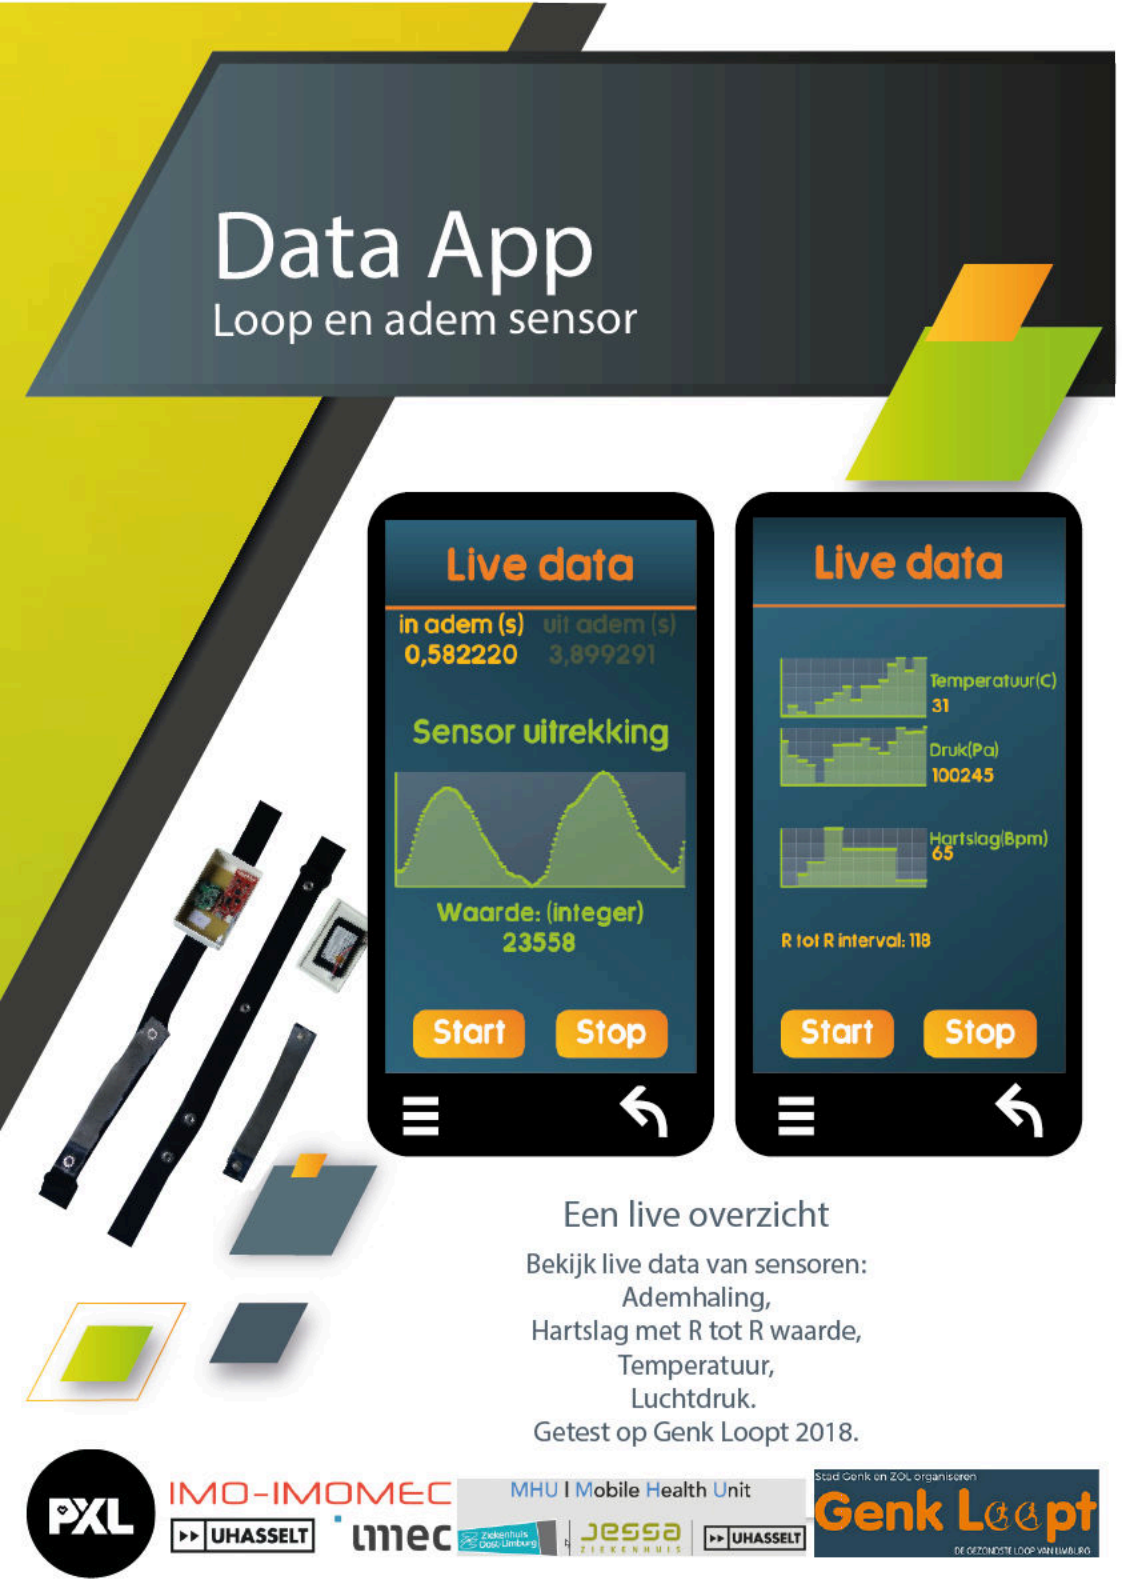 Data App
Loop en adem sensor
Live data
in adem (s) uit adem (s)
0,582220 3,899291
Sensor uitrekking
Waarde: (integer)
23558
Start Stop
Live data
Temperatuur(C)
31
Druk(Pa)
100245
Hartslag(Bpm)
65
R tot R interval: 118
Start Stop
Een live overzicht
Bekijk live data van sensoren:
Ademhaling,
Hartslag met R tot R waarde,
Temperatuur,
Luchtdruk.
Getest op Genk Loopt 2018.
PXL
IMO-IMOMEC
UHASSELT
imec
MHU | Mobile Health Unit
Ziekenhuis
Oost-Limburg
Jessa
ZIEKENHUIS
UHASSELT
Stad Genk en ZOL organiseren
Genk Loopt
DE GEZONDSTE LOOP VAN LIMBURG